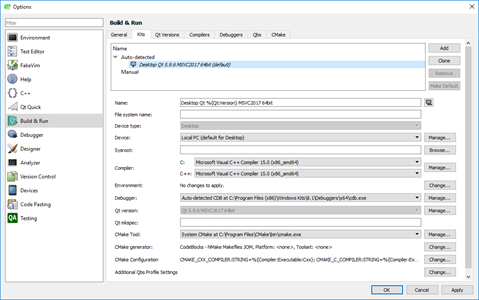 Options
Filter
Build & Run
Environment
Text Editor
FakeVim
Help
C++
Qt Quick
Build & Run
Debugger
Designer
Analyzer
Version Control
Devices
Code Pasting
Testing
General Kits Qt Versions Compilers Debuggers Qbs CMake
Name
Auto-detected
Desktop Qt 5.9.6 MSVC2017 64bit (default)
Manual
Add
Clone
Remove
Make Default
Name: Desktop Qt %{Qt:Version} MSVC2017 64bit
File system name:
Device type: Desktop
Device: Local PC (default for Desktop) Manage...
Sysroot: Browse...
Compiler: C: Microsoft Visual C++ Compiler 15.0 (x86_amd64) Manage...
C++: Microsoft Visual C++ Compiler 15.0 (x86_amd64)
Environment: No changes to apply. Change...
Debugger: Auto-detected CDB at C:\Program Files (x86)\Windows Kits\8.1\Debuggers\x64\cdb.exe Manage...
Qt version: Qt 5.9.6 MSVC2017 64bit Manage...
Qt mkspec:
CMake Tool: System CMake at C:\Program Files\CMake\bin\cmake.exe Manage...
CMake generator: CodeBlocks - NMake Makefiles JOM, Platform: <none>, Toolset: <none> Change...
CMake Configuration CMAKE_CXX_COMPILER:STRING=%{Compiler:Executable:Cxx}; CMAKE_C_COMPILER:STRING=%{Compiler:Ex... Change...
Additional Qbs Profile Settings Change...
OK Cancel Apply